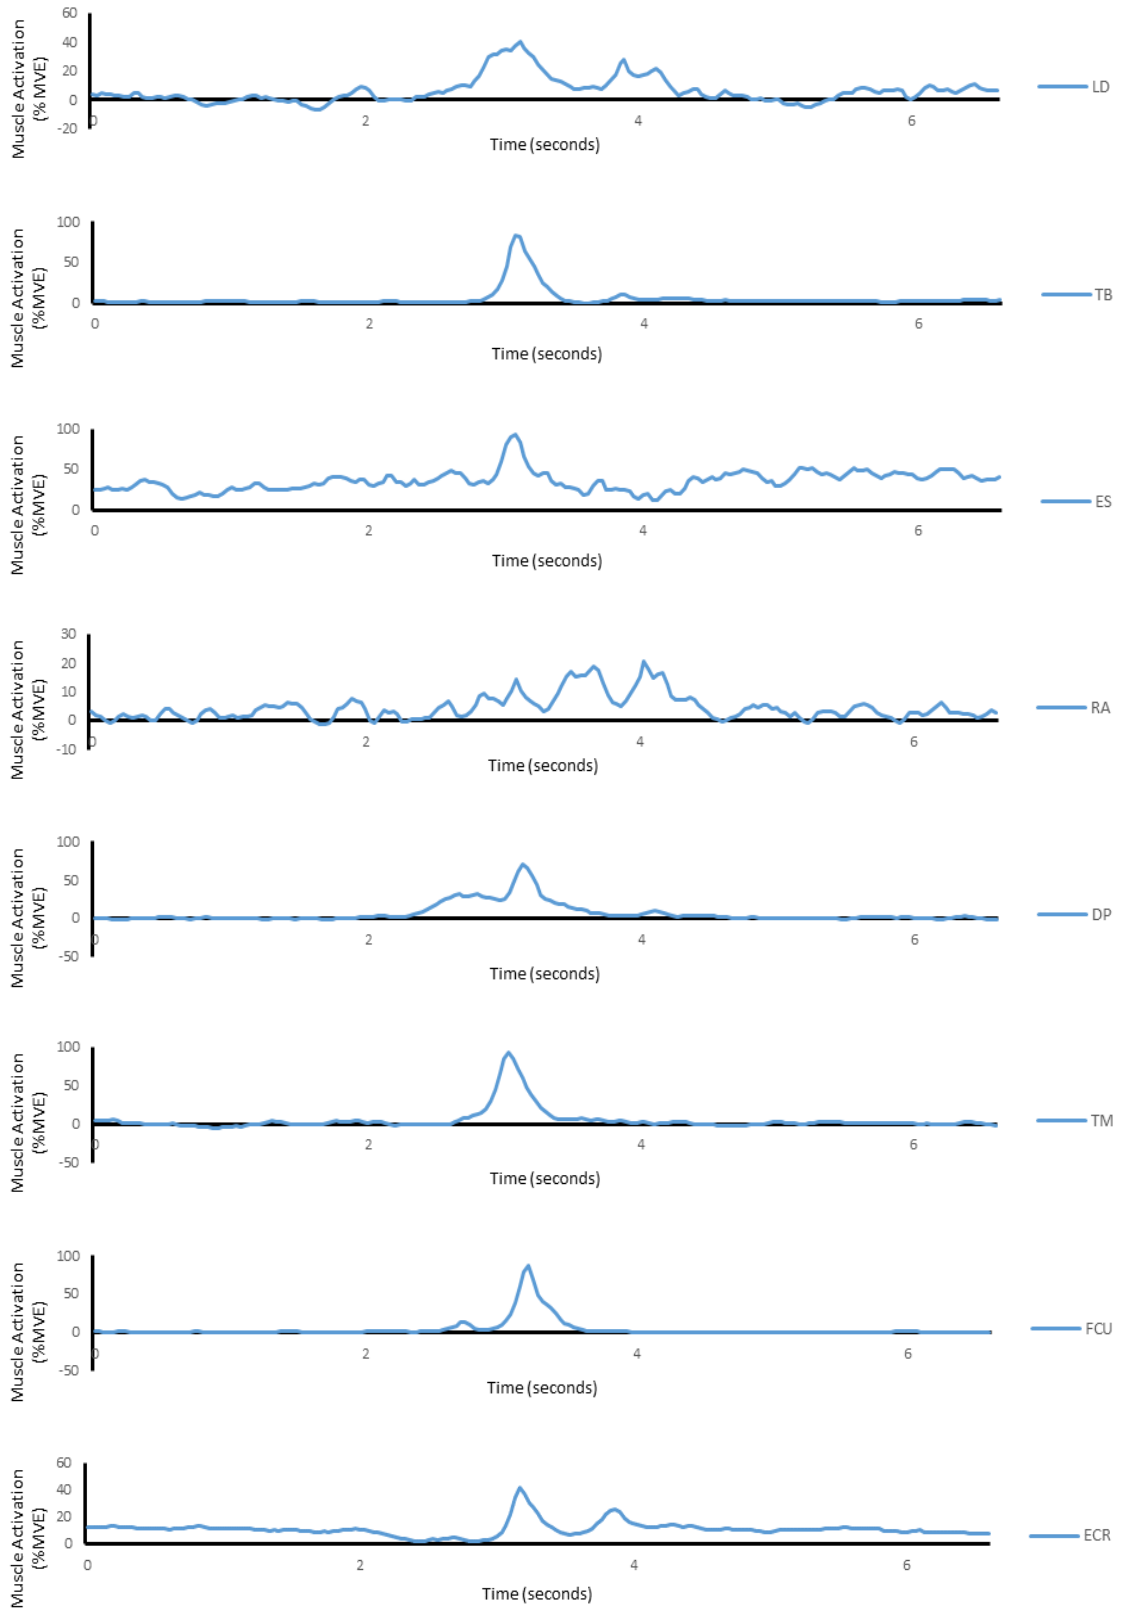 Muscle Activation
(% MVE)
60
40
20
0
-20
0 2 4 6
Time (seconds)
LD
Muscle Activation
(%MVE)
100
50
0
0 2 4 6
Time (seconds)
TB
Muscle Activation
(%MVE)
100
50
0
0 2 4 6
Time (seconds)
ES
Muscle Activation
(%MVE)
30
20
10
0
-10
0 2 4 6
Time (seconds)
RA
Muscle Activation
(%MVE)
100
50
0
-50
0 2 4 6
Time (seconds)
DP
Muscle Activation
(%MVE)
100
50
0
-50
0 2 4 6
Time (seconds)
TM
Muscle Activation
(%MVE)
100
50
0
-50
0 2 4 6
Time (seconds)
FCU
Muscle Activation
(%MVE)
60
40
20
0
0 2 4 6
Time (seconds)
ECR